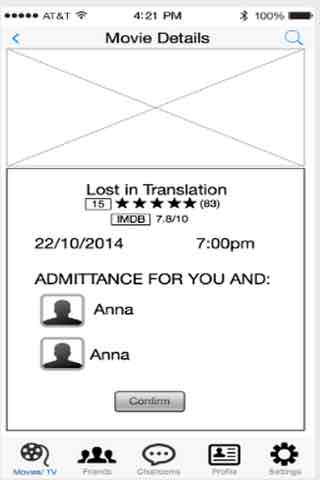 AT&T 4:21 PM 100%
Movie Details
Lost in Translation
15 ★★★★★ (83)
IMDB 7.8/10
22/10/2014 7:00pm
ADMITTANCE FOR YOU AND:
Anna
Anna
Confirm
Movies/ TV Friends Chatrooms Profile Settings